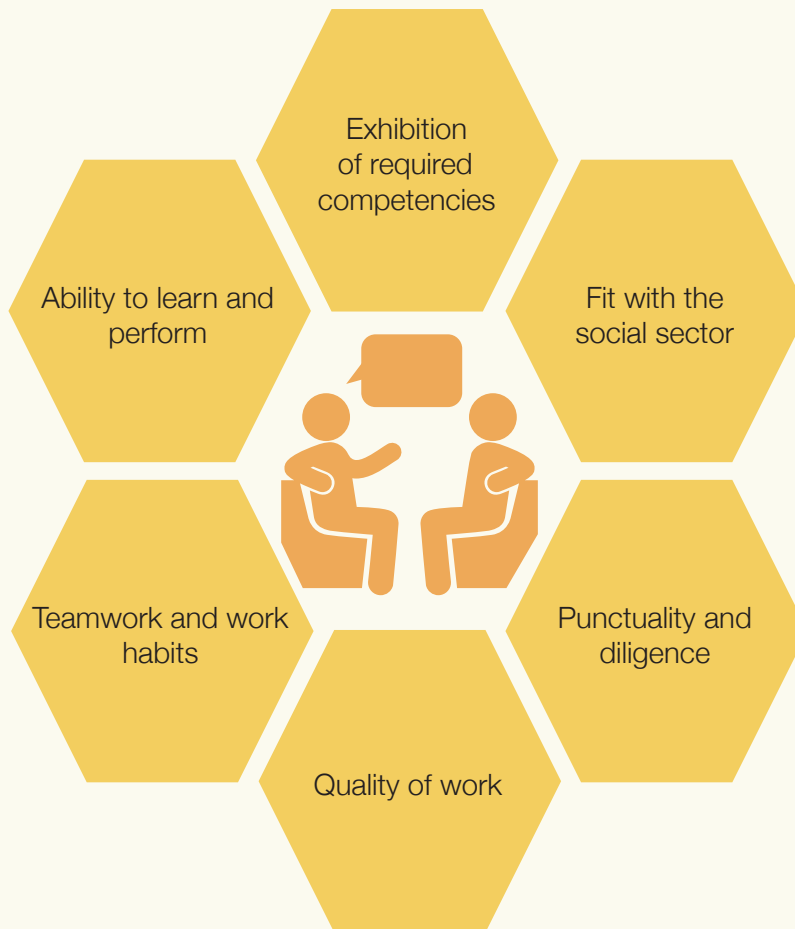 Exhibition
of required
competencies
Ability to learn and
perform
Fit with the
social sector
Teamwork and work
habits
Punctuality and
diligence
Quality of work